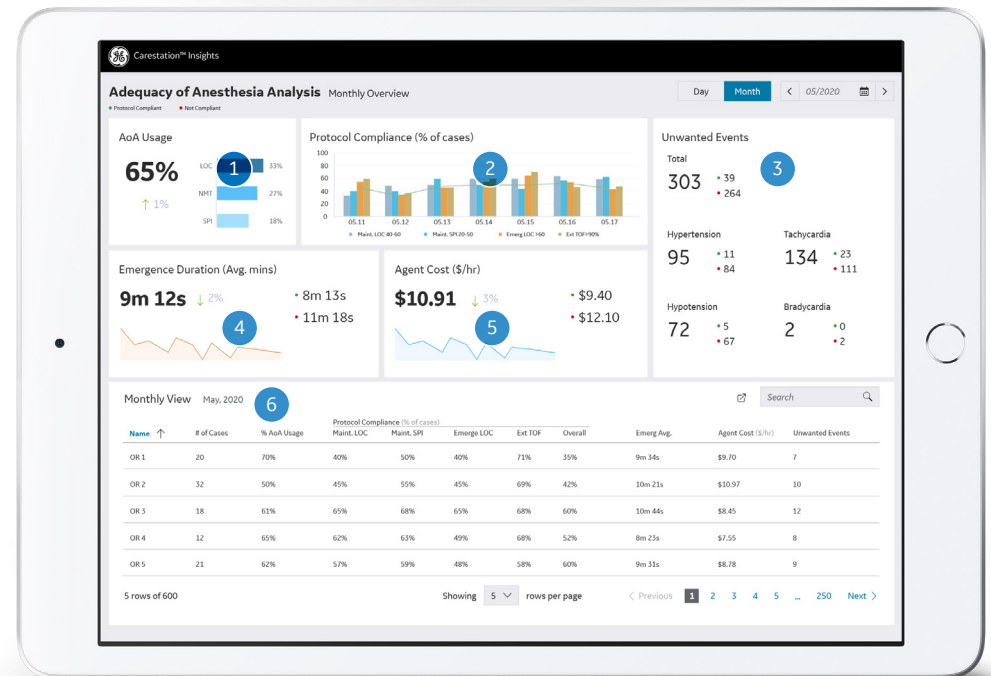 Carestation™ Insights
Adequacy of Anesthesia Analysis Monthly Overview
Day Month < 05/2020 >
• Protocol Compliant • Not Compliant
AoA Usage
65%
↑ 1%
LOC 1 33%
NMT 27%
SPI 18%
Protocol Compliance (% of cases)
100
80
60
40
20
0
2
05.11 05.12 05.13 05.14 05.15 05.16 05.17
Maint. LOC 40-60 Maint. SPI 20-50 Emerg LOC >60 Ext TOF>90%
Unwanted Events
Total
303 • 39
• 264
3
Hypertension
95 • 11
• 84
Tachycardia
134 • 23
• 111
Hypotension
72 • 5
• 67
Bradycardia
2 • 0
• 2
Emergence Duration (Avg. mins)
9m 12s ↓ 2%
• 8m 13s
• 11m 18s
4
Agent Cost ($/hr)
$10.91 ↓ 3%
• $9.40
• $12.10
5
Monthly View May, 2020 6
Search
Protocol Compliance (% of cases)
Name ↑ # of Cases % AoA Usage Maint. LOC Maint. SPI Emerge LOC Ext TOF Overall Emerg Avg. Agent Cost ($/hr) Unwanted Events
OR 1 20 70% 40% 50% 40% 71% 35% 9m 34s $9.70 7
OR 2 32 50% 45% 55% 45% 69% 42% 10m 21s $10.97 10
OR 3 18 61% 65% 68% 65% 68% 60% 10m 44s $8.45 12
OR 4 12 65% 62% 63% 49% 68% 52% 8m 23s $7.55 8
OR 5 21 62% 57% 59% 48% 58% 60% 9m 31s $8.78 9
5 rows of 600
Showing 5 rows per page
< Previous 1 2 3 4 5 ... 250 Next >